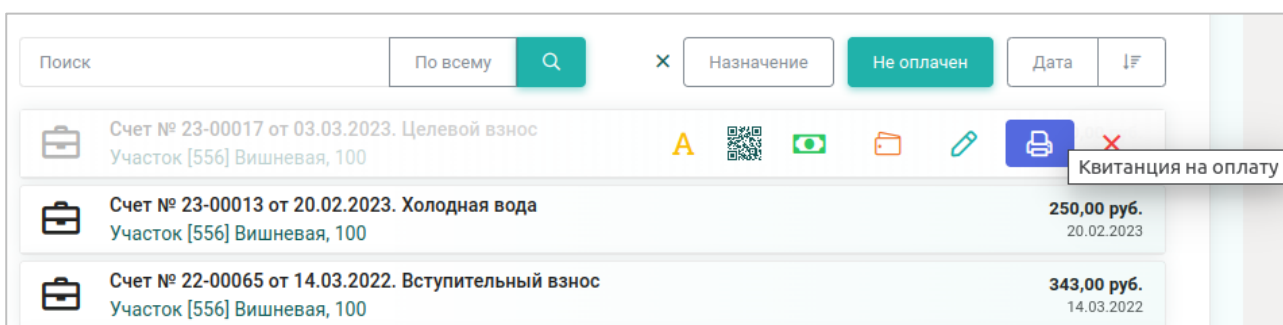 Поиск По всему × Назначение Не оплачен Дата
Счет № 23-00017 от 03.03.2023. Целевой взнос
Участок [556] Вишневая, 100
A
Квитанция на оплату
Счет № 23-00013 от 20.02.2023. Холодная вода
250,00 руб.
Участок [556] Вишневая, 100
20.02.2023
Счет № 22-00065 от 14.03.2022. Вступительный взнос
343,00 руб.
Участок [556] Вишневая, 100
14.03.2022